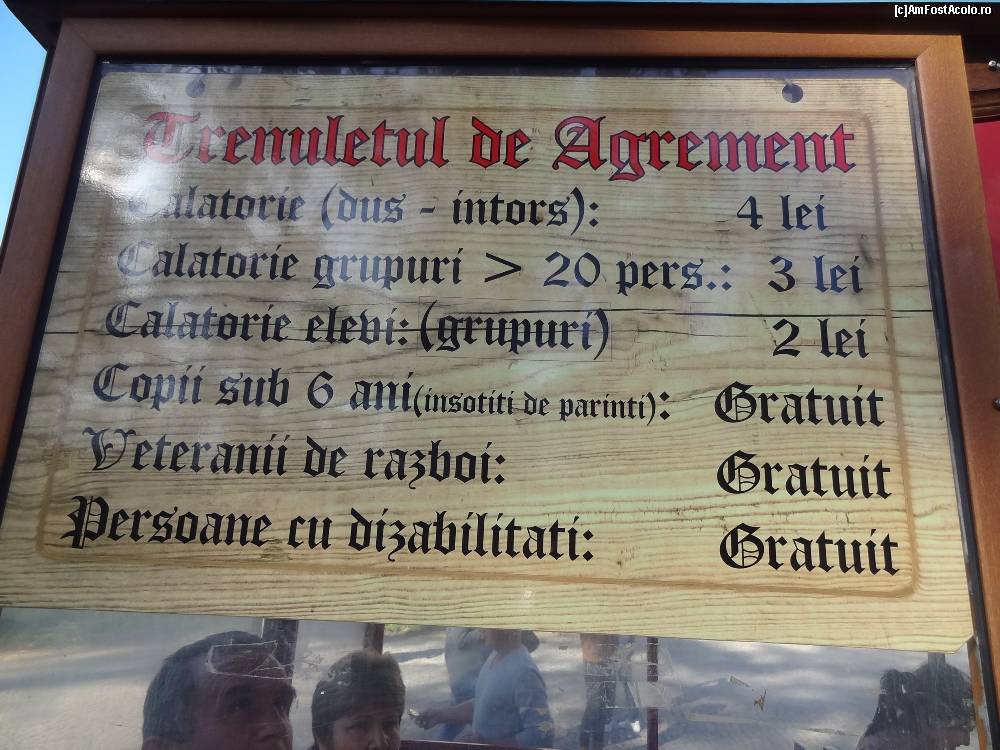 [c]AmFostAcolo.ro
Trenuletul de Agrement
Calatorie (dus - intors): 4 lei
Calatorie grupuri > 20 pers.: 3 lei
Calatorie elevi: (grupuri) 2 lei
Copii sub 6 ani(insotiti de parinti): Gratuit
Veteranii de razboi: Gratuit
Persoane cu dizabilitati: Gratuit